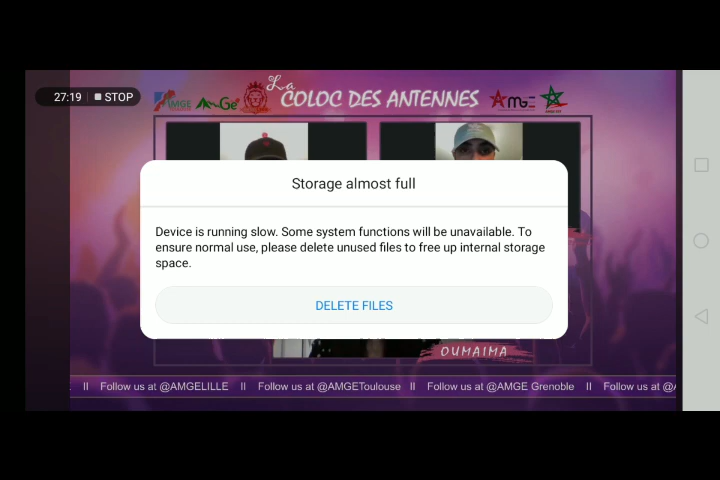 27:19 STOP
AMGE
AmGe
La
COLOC DES ANTENNES
AMGE
Storage almost full
Device is running slow. Some system functions will be unavailable. To
ensure normal use, please delete unused files to free up internal storage
space.
DELETE FILES
OUMAIMA
II Follow us at @AMGELILLE II Follow us at @AMGEToulouse II Follow us at @AMGE Grenoble II Follow us at @A